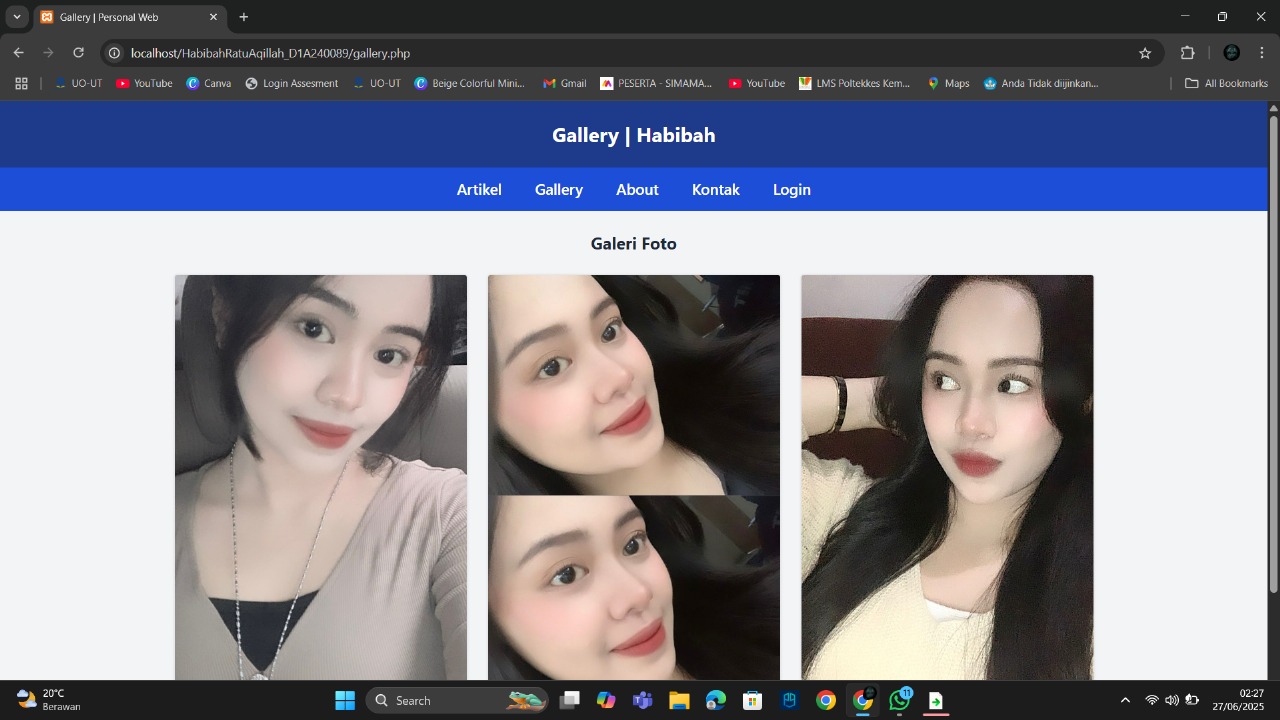 Gallery | Personal Web
localhost/HabibahRatuAqillah_D1A240089/gallery.php
UO-UT
YouTube
Canva
Login Assesment
UO-UT
Beige Colorful Mini...
Gmail
PESERTA - SIMAMA...
YouTube
LMS Poltekkes Kem...
Maps
Anda Tidak diijinkan...
All Bookmarks
Gallery | Habibah
Artikel
Gallery
About
Kontak
Login
Galeri Foto
20°C
Berawan
Search
11
02:27
27/06/2025